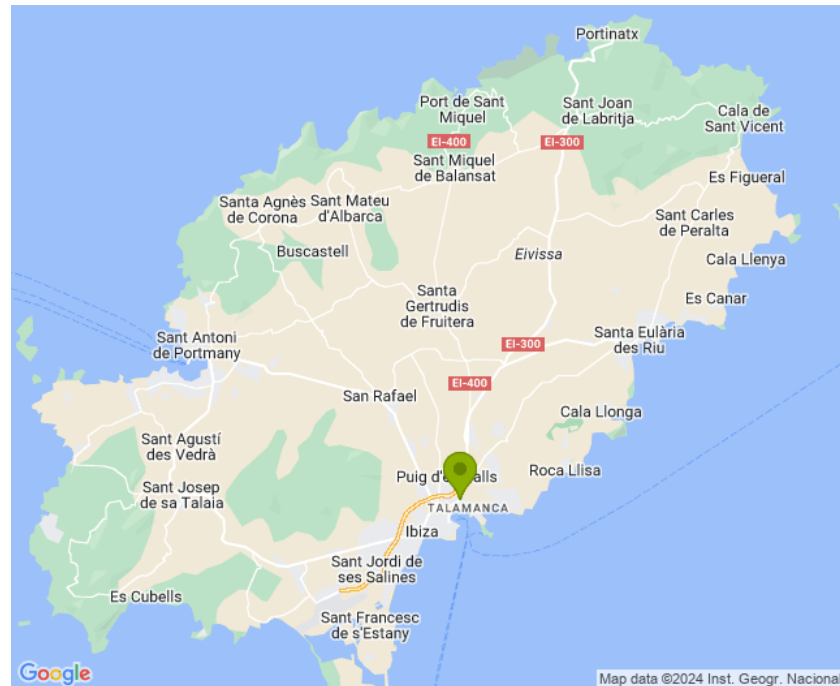 Portinatx
Port de Sant
Miquel
Sant Joan
de Labritja
Cala de
Sant Vicent
EI-400
EI-300
Sant Miquel
de Balansat
Es Figueral
Santa Agnès
de Corona
Sant Mateu
d'Albarca
Sant Carles
de Peralta
Buscastell
Eivissa
Cala Llenya
Santa
Gertrudis
de Fruitera
Es Canar
Sant Antoni
de Portmany
Santa Eulària
des Riu
EI-300
EI-400
San Rafael
Cala Llonga
Sant Agustí
des Vedrà
Roca Llisa
Puig d'e
alls
Sant Josep
de sa Talaia
TALAMANCA
Ibiza
Sant Jordi de
ses Salines
Es Cubells
Sant Francesc
de s'Estany
Google
Map data ©2024 Inst. Geogr. Nacional